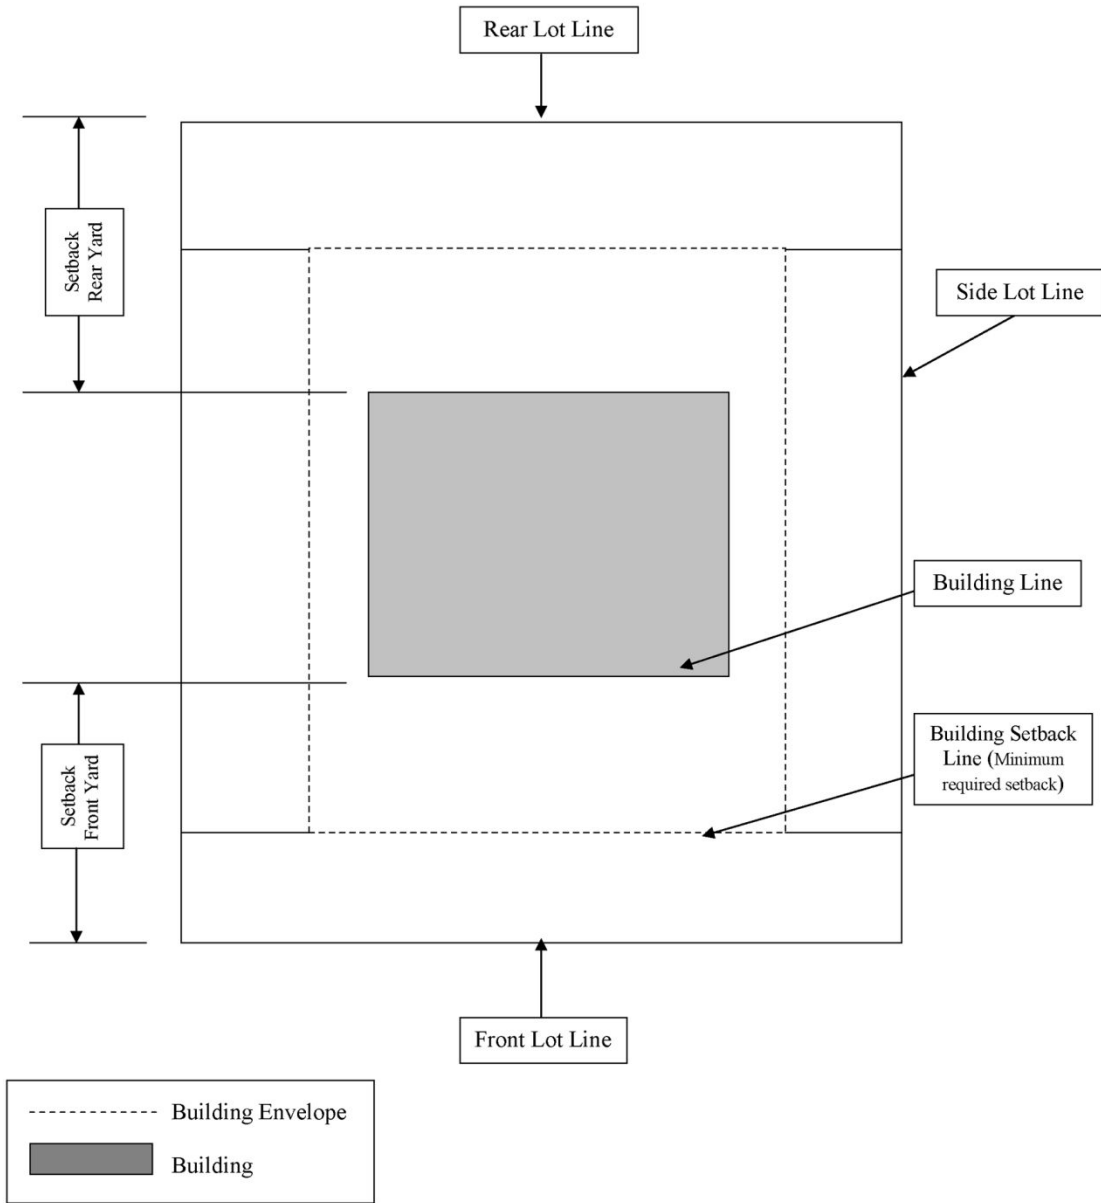 Rear Lot Line
Setback
Rear Yard
Side Lot Line
Building Line
Building Setback
Line (Minimum
required setback)
Setback
Front Yard
Front Lot Line
Building Envelope
Building